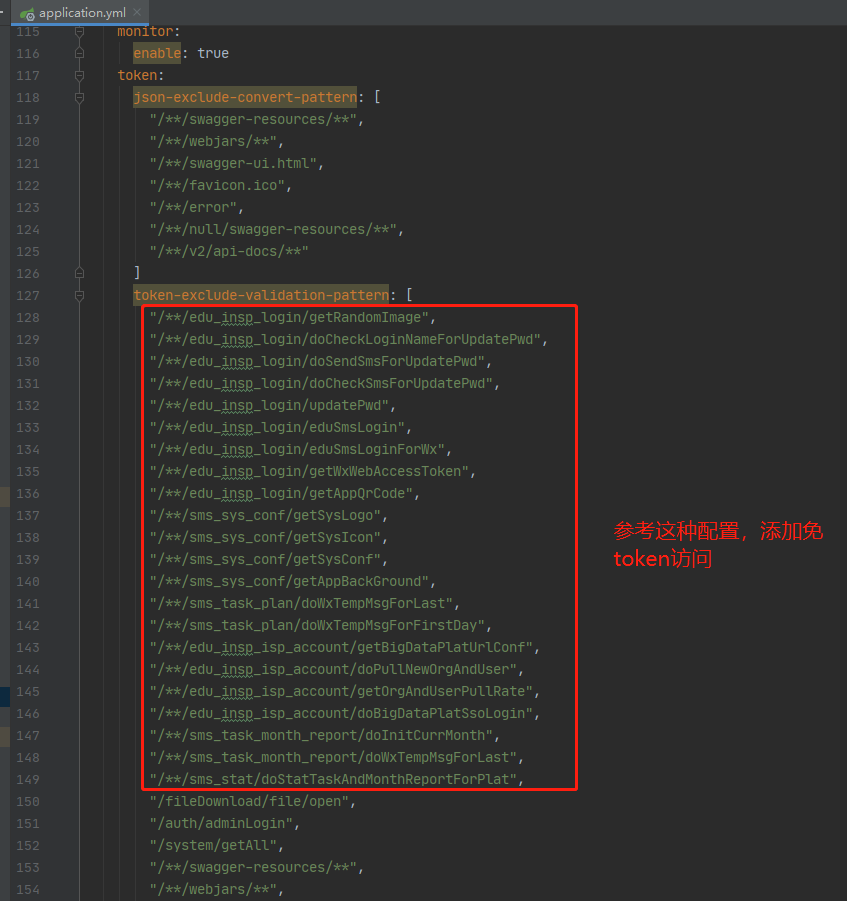 application.yml
115 monitor:
116 enable: true
117 token:
118 json-exclude-convert-pattern: [
119 "/**/swagger-resources/**",
120 "/**/webjars/**",
121 "/**/swagger-ui.html",
122 "/**/favicon.ico",
123 "/**/error",
124 "/**/null/swagger-resources/**",
125 "/**/v2/api-docs/**"
126 ]
127 token-exclude-validation-pattern: [
128 "/**/edu_insp_login/getRandomImage",
129 "/**/edu_insp_login/doCheckLoginNameForUpdatePwd",
130 "/**/edu_insp_login/doSendSmsForUpdatePwd",
131 "/**/edu_insp_login/doCheckSmsForUpdatePwd",
132 "/**/edu_insp_login/updatePwd",
133 "/**/edu_insp_login/eduSmsLogin",
134 "/**/edu_insp_login/eduSmsLoginForWx",
135 "/**/edu_insp_login/getWxWebAccessToken",
136 "/**/edu_insp_login/getAppQrCode",
137 "/**/sms_sys_conf/getSysLogo",
138 "/**/sms_sys_conf/getSysIcon",
139 "/**/sms_sys_conf/getSysConf",
140 "/**/sms_sys_conf/getAppBackGround",
141 "/**/sms_task_plan/doWxTempMsgForLast",
142 "/**/sms_task_plan/doWxTempMsgForFirstDay",
143 "/**/edu_insp_isp_account/getBigDataPlatUrlConf",
144 "/**/edu_insp_isp_account/doPullNewOrgAndUser",
145 "/**/edu_insp_isp_account/getOrgAndUserPullRate",
146 "/**/edu_insp_isp_account/doBigDataPlatSsoLogin",
147 "/**/sms_task_month_report/doInitCurrMonth",
148 "/**/sms_task_month_report/doWxTempMsgForLast",
149 "/**/sms_stat/doStatTaskAndMonthReportForPlat",
150 "/fileDownload/file/open",
151 "/auth/adminLogin",
152 "/system/getAll",
153 "/**/swagger-resources/**",
154 "/**/webjars/**",
参考这种配置，添加免
token访问